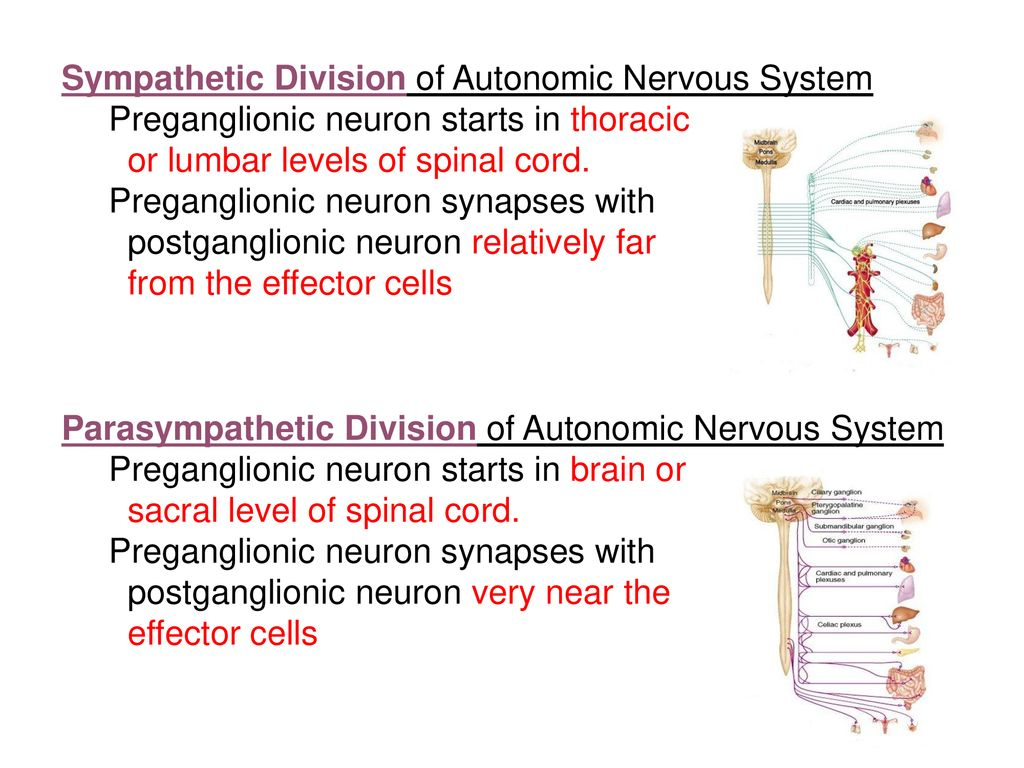 Sympathetic Division of Autonomic Nervous System
Preganglionic neuron starts in thoracic
or lumbar levels of spinal cord.
Preganglionic neuron synapses with
postganglionic neuron relatively far
from the effector cells
Midbrain
Pons
Medulla
Cardiac and pulmonary plexuses
Parasympathetic Division of Autonomic Nervous System
Preganglionic neuron starts in brain or
sacral level of spinal cord.
Preganglionic neuron synapses with
postganglionic neuron very near the
effector cells
Midbrain
Pons
Medulla
Ciliary ganglion
Pterygopalatine
ganglion
Submandibular ganglion
Otic ganglion
Cardiac and pulmonary
plexuses
Celiac plexus